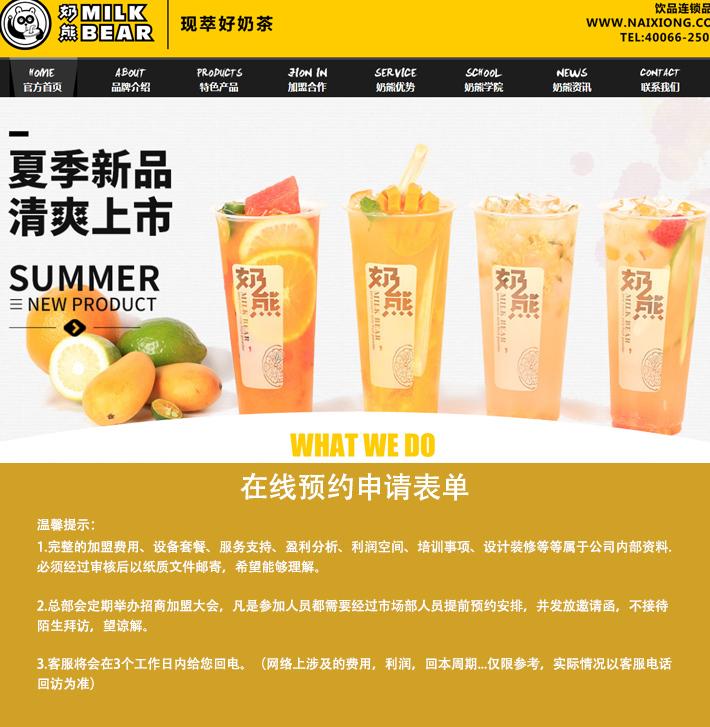 奶熊 MILK BEAR
现萃好奶茶
饮品连锁品
WWW.NAIXIONG.CO
TEL:40066-250
HOME ABOUT PRODUCTS JION IN SERVICE SCHOOL NEWS CONTACT
官方首页 品牌介绍 特色产品 加盟合作 奶熊优势 奶熊学院 奶熊资讯 联系我们
夏季新品
清爽上市
SUMMER
NEW PRODUCT
奶熊 MILK BEAR
奶熊 MILK BEAR
奶熊 MILK BEAR
奶熊 MILK BEAR
WHAT WE DO
在线预约申请表单
温馨提示：
1.完整的加盟费用、设备套餐、服务支持、盈利分析、利润空间、培训事项、设计装修等等属于公司内部资料.
必须经过审核后以纸质文件邮寄，希望能够理解。
2.总部会定期举办招商加盟大会，凡是参加人员都需要经过市场部人员提前预约安排，并发放邀请函，不接待
陌生拜访，望谅解。
3.客服将会在3个工作日内给您回电。（网络上涉及的费用，利润，回本周期...仅限参考，实际情况以客服电话
回访为准）